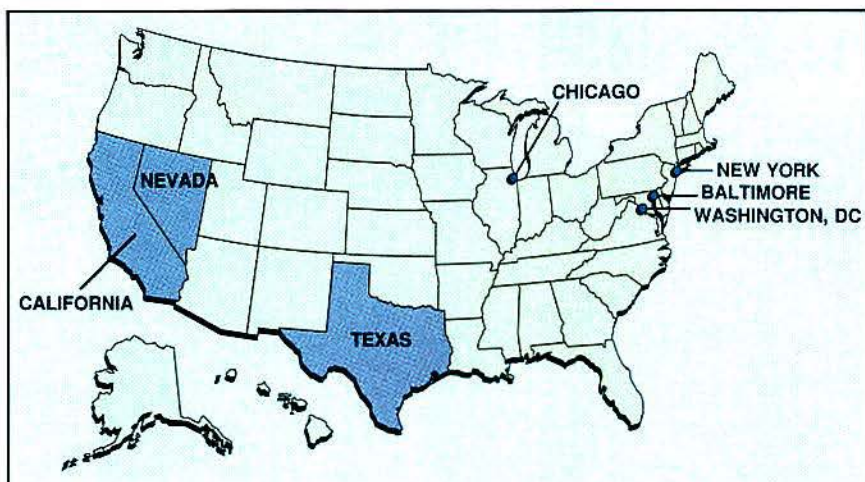 CHICAGO
NEVADA
NEW YORK
BALTIMORE
WASHINGTON, DC
CALIFORNIA
TEXAS